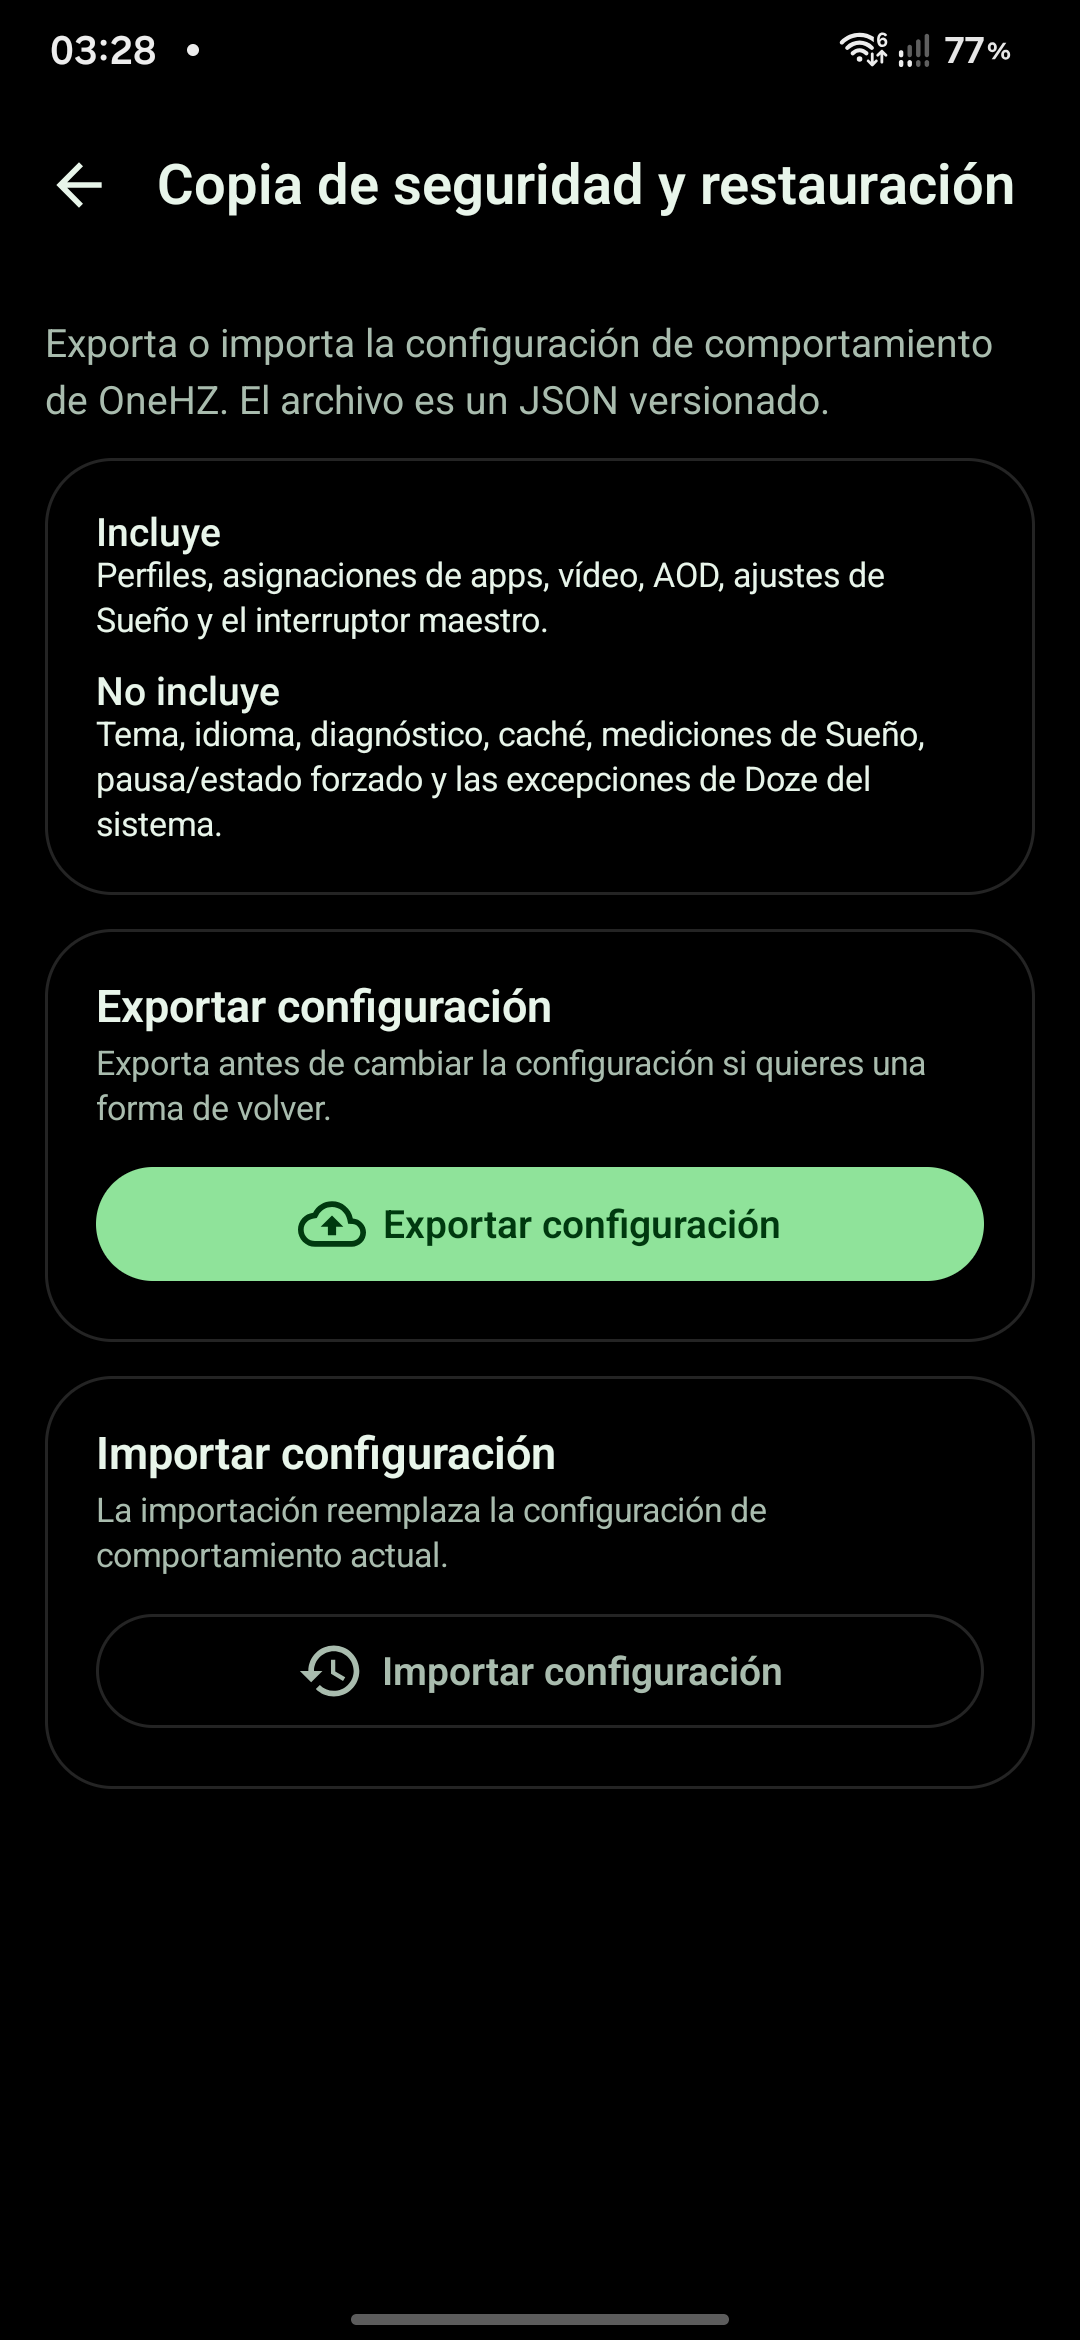 03:28
6
77%
Copia de seguridad y restauración
Exporta o importa la configuración de comportamiento
de OneHZ. El archivo es un JSON versionado.
Incluye
Perfiles, asignaciones de apps, vídeo, AOD, ajustes de
Sueño y el interruptor maestro.
No incluye
Tema, idioma, diagnóstico, caché, mediciones de Sueño,
pausa/estado forzado y las excepciones de Doze del
sistema.
Exportar configuración
Exporta antes de cambiar la configuración si quieres una
forma de volver.
Exportar configuración
Importar configuración
La importación reemplaza la configuración de
comportamiento actual.
Importar configuración